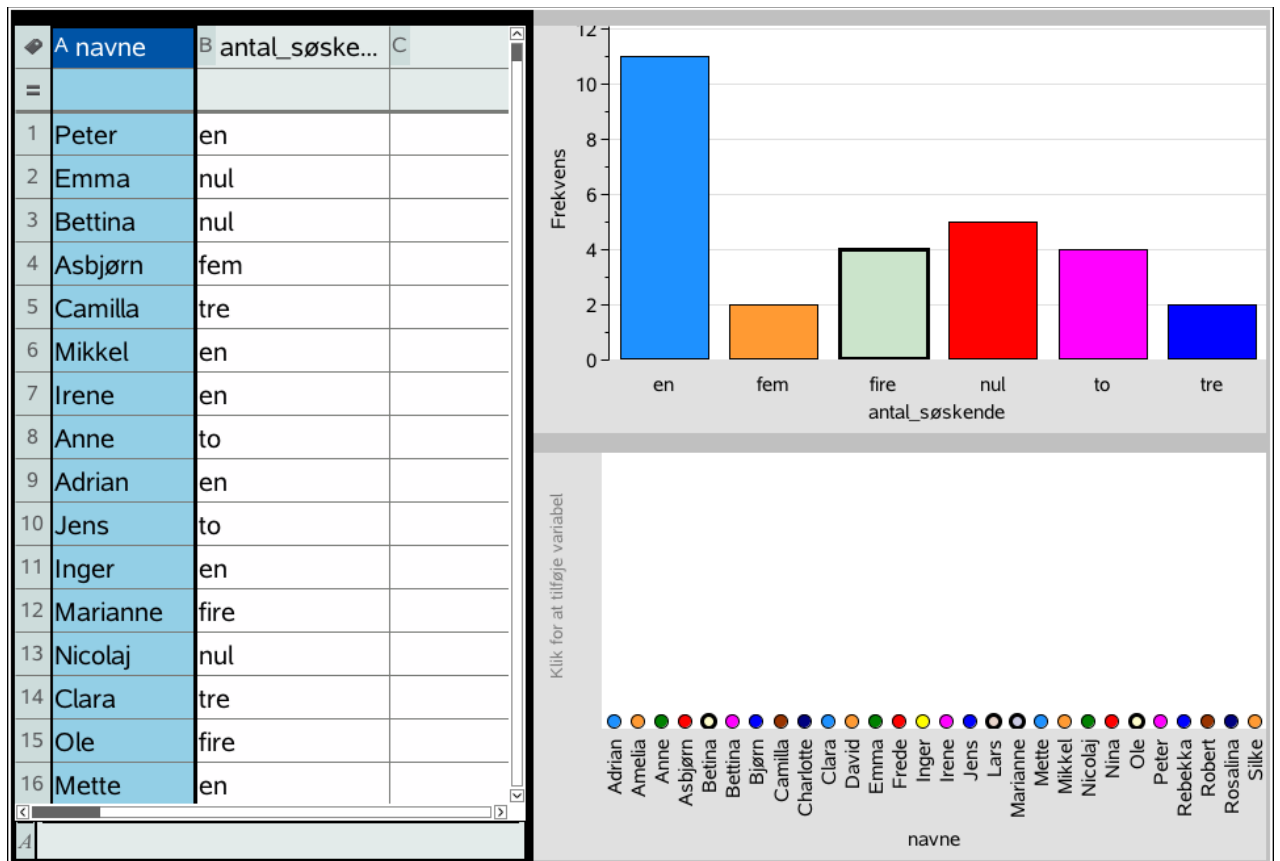 A navne B antal_søske... C
=
1 Peter en
2 Emma nul
3 Bettina nul
4 Asbjørn fem
5 Camilla tre
6 Mikkel en
7 Irene en
8 Anne to
9 Adrian en
10 Jens to
11 Inger en
12 Marianne fire
13 Nicolaj nul
14 Clara tre
15 Ole fire
16 Mette en
A
12
10
8
6
4
2
0
Frekvens
en fem fire nul to tre
antal_søskende
Klik for at tilføje variabel
Adrian
Amelia
Anne
Asbjørn
Betina
Bettina
Bjørn
Camilla
Charlotte
Clara
David
Emma
Frede
Inger
Irene
Jens
Lars
Marianne
Mette
Mikkel
Nicolaj
Nina
Ole
Peter
Rebekka
Robert
Rosalina
Silke
navne